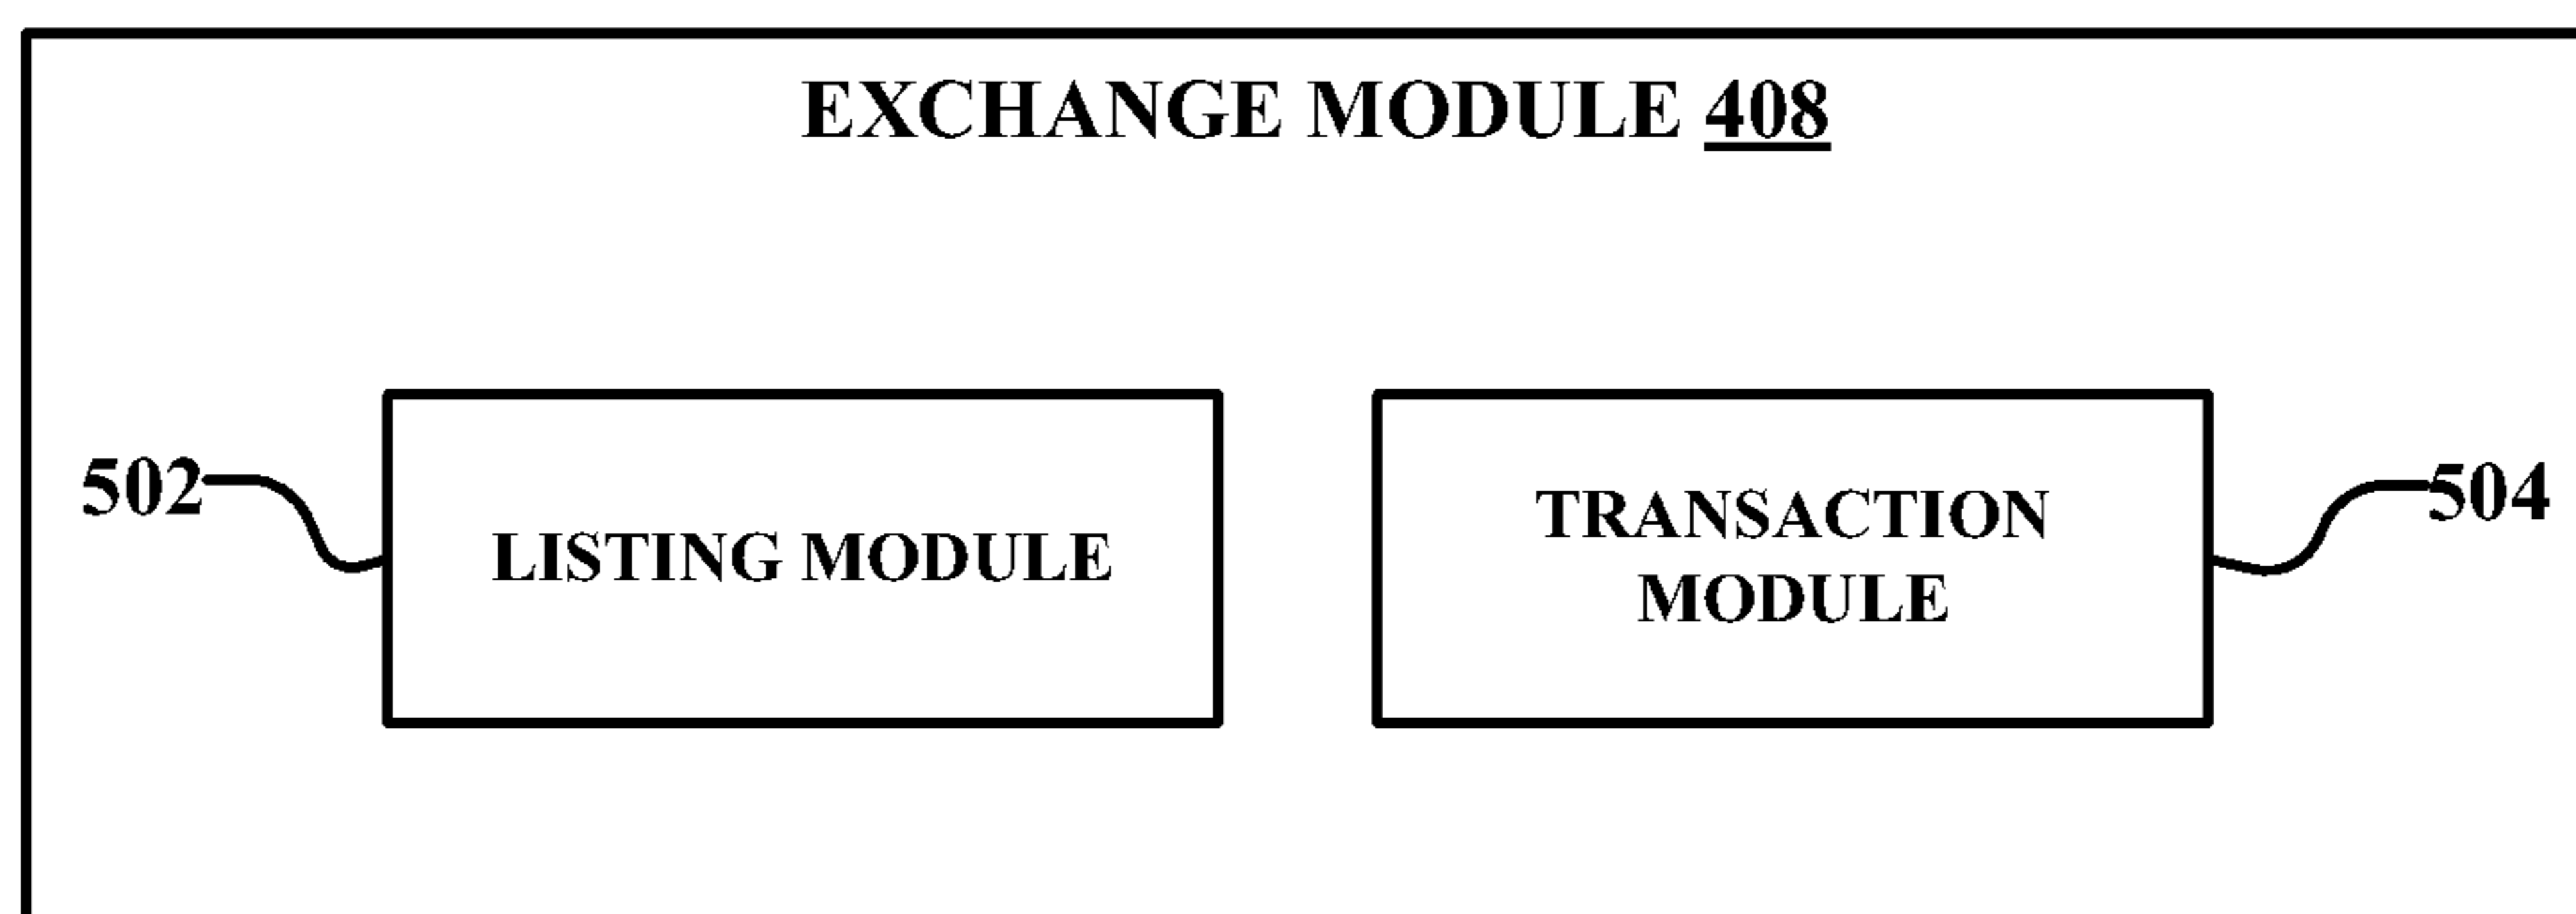 EXCHANGE MODULE 408
502
LISTING MODULE
TRANSACTION
MODULE
504